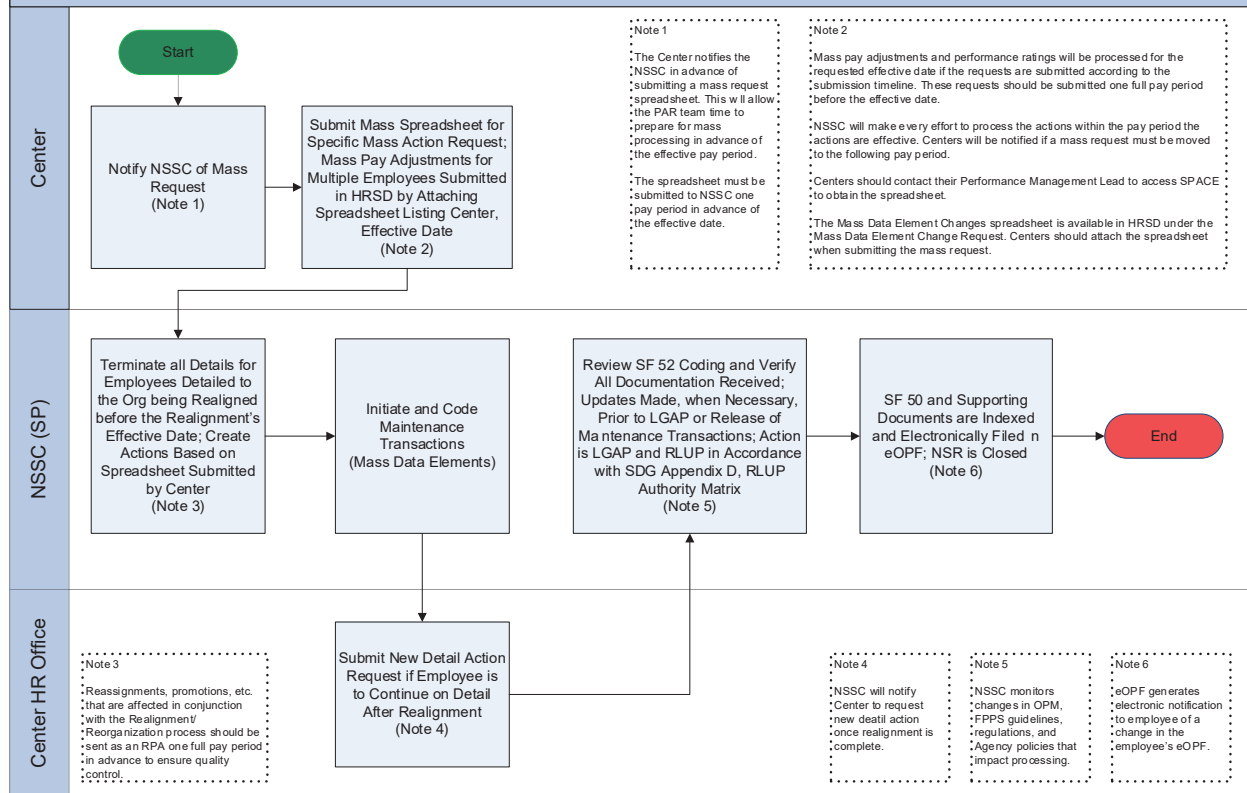 Center
Start
Notify NSSC of Mass
Request
(Note 1)
Submit Mass Spreadsheet for
Specific Mass Action Request;
Mass Pay Adjustments for
Multiple Employees Submitted
in HRSD by Attaching
Spreadsheet Listing Center,
Effective Date
(Note 2)
Note 1
The Center notifies the
NSSC in advance of
submitting a mass request
spreadsheet. This will allow
the PAR team time to
prepare for mass
processing in advance of
the effective pay period.
The spreadsheet must be
submitted to NSSC one
pay period in advance of
the effective date.
Note 2
Mass pay adjustments and performance ratings will be processed for the
requested effective date if the requests are submitted according to the
submission timeline. These requests should be submitted one full pay period
before the effective date.
NSSC will make every effort to process the actions within the pay period the
actions are effective. Centers will be notified if a mass request must be moved
to the following pay period.
Centers should contact their Performance Management Lead to access SPACE
to obtain the spreadsheet.
The Mass Data Element Changes spreadsheet is available in HRSD under the
Mass Data Element Change Request. Centers should attach the spreadsheet
when submitting the mass request.
NSSC (SP)
Terminate all Details for
Employees Detailed to
the Org being Realigned
before the Realignment's
Effective Date; Create
Actions Based on
Spreadsheet Submitted
by Center
(Note 3)
Initiate and Code
Maintenance
Transactions
(Mass Data Elements)
Review SF 52 Coding and Verify
All Documentation Received;
Updates Made, when Necessary,
Prior to LGAP or Release of
Maintenance Transactions; Action
is LGAP and RLUP in Accordance
with SDG Appendix D, RLUP
Authority Matrix
(Note 5)
SF 50 and Supporting
Documents are Indexed
and Electronically Filed n
eOPF; NSR is Closed
(Note 6)
End
Center HR Office
Note 3
Reassignments, promotions, etc.
that are affected in conjunction
with the Realignment/
Reorganization process should be
sent as an RPA one full pay period
in advance to ensure quality
control.
Submit New Detail Action
Request if Employee is
to Continue on Detail
After Realignment
(Note 4)
Note 4
NSSC will notify
Center to request
new deatil action
once realignment is
complete.
Note 5
NSSC monitors
changes in OPM,
FPPS guidelines,
regulations, and
Agency policies that
impact processing.
Note 6
eOPF generates
electronic notification
to employee of a
change in the
employee's eOPF.